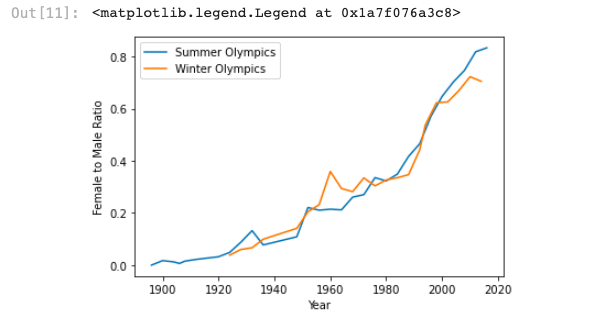 Out[11]: <matplotlib.legend.Legend at 0x1a7f076a3c8>
Summer Olympics
Winter Olympics
Female to Male Ratio
0.8
0.6
0.4
0.2
0.0
1900 1920 1940 1960 1980 2000 2020
Year